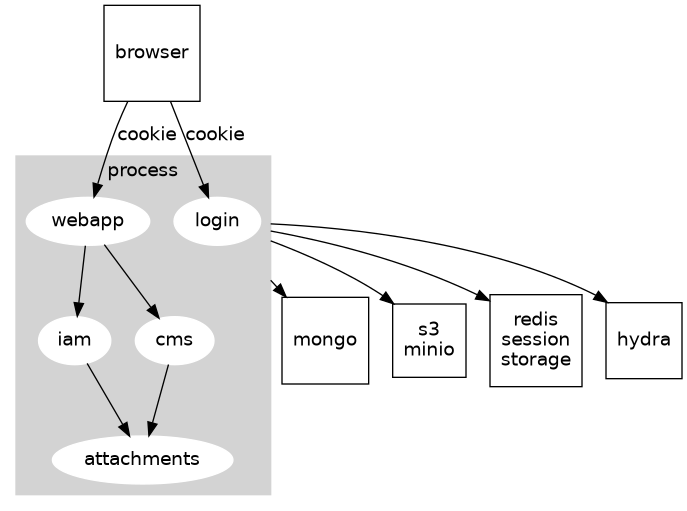 browser
cookie cookie
process
webapp login
iam cms
mongo
s3
minio
redis
session
storage
hydra
attachments